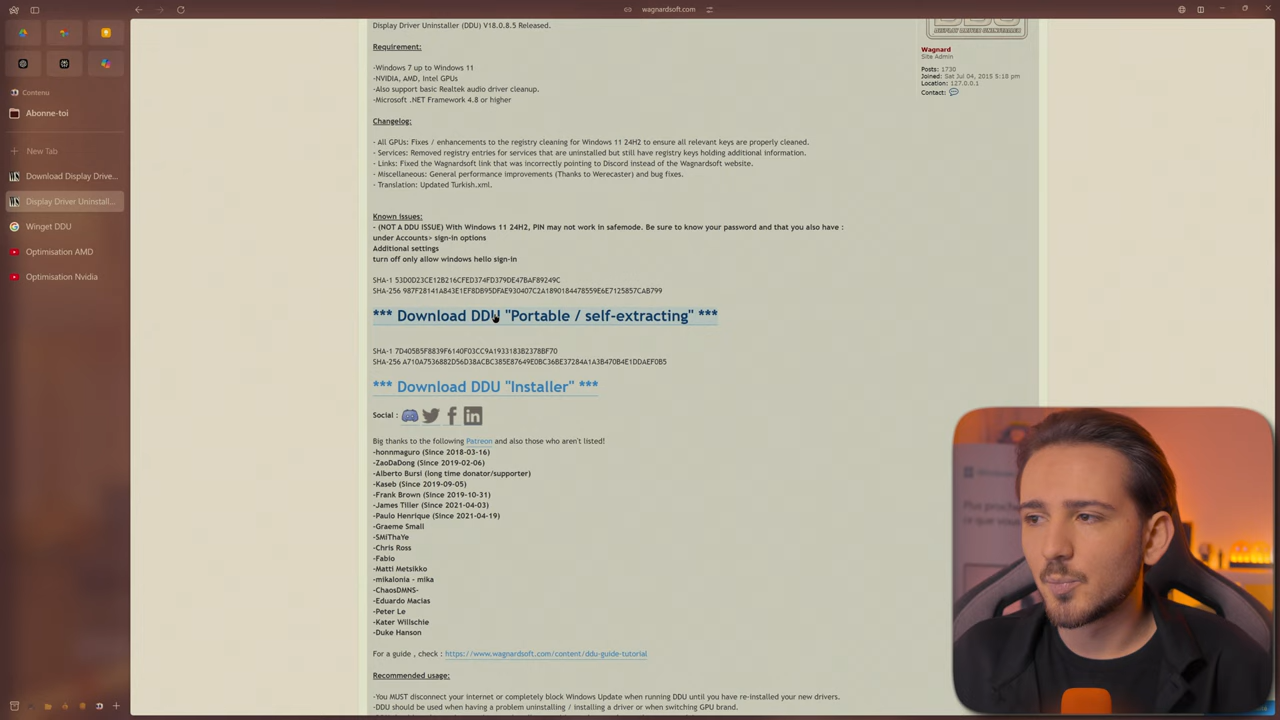 wagnardsoft.com
Contenu
Abonne-toi
New Tab
Download Display Drive...
Display Driver Uninstall...
Winget DDU
Optimisation AMD
Optimisation Nvidia
Display Driver Uninstaller (DDU) V18.0.8.5 Released.
Requirement:
-Windows 7 up to Windows 11
-NVIDIA, AMD, Intel GPUs
-Also support basic Realtek audio driver cleanup.
-Microsoft .NET Framework 4.8 or higher
Changelog:
- All GPUs: Fixes / enhancements to the registry cleaning for Windows 11 24H2 to ensure all relevant keys are properly cleaned.
- Services: Removed registry entries for services that are uninstalled but still have registry keys holding additional information.
- Links: Fixed the Wagnardsoft link that was incorrectly pointing to Discord instead of the Wagnardsoft website.
- Miscellaneous: General performance improvements (Thanks to Werecaster) and bug fixes.
- Translation: Updated Turkish.xml.
Known issues:
- (NOT A DDU ISSUE) With Windows 11 24H2, PIN may not work in safemode. Be sure to know your password and that you also have :
under Accounts> sign-in options
Additional settings
turn off only allow windows hello sign-in
SHA-1 53D0D23CE12B216CFED374FD379DE47BAF89249C
SHA-256 987F28141A843E1EF8DB95DFAE930407C2A1890184478559E6E7125857CAB799
*** Download DDU "Portable / self-extracting" ***
SHA-1 7D405B5F8839F6140F03CC9A1933183B2378BF70
SHA-256 A710A7536882D56D38ACBC385E87649E0BC36BE37284A1A3B470B4E1DDAEF0B5
*** Download DDU "Installer" ***
Social :
Big thanks to the following Patreon and also those who aren't listed!
-honnmaguro (Since 2018-03-16)
-ZaoDaDong (Since 2019-02-06)
-Alberto Bursi (long time donator/supporter)
-Kaseb (Since 2019-09-05)
-Frank Brown (Since 2019-10-31)
-James Tiller (Since 2021-04-03)
-Paulo Henrique (Since 2021-04-19)
-Graeme Small
-SMiThaYe
-Chris Ross
-Fabio
-Matti Metsikko
-mikalonia - mika
-ChaosDMNS-
-Eduardo Macias
-Peter Le
-Kater Willschie
-Duke Hanson
For a guide , check : https://www.wagnardsoft.com/content/ddu-guide-tutorial
Recommended usage:
-You MUST disconnect your internet or completely block Windows Update when running DDU until you have re-installed your new drivers.
-DDU should be used when having a problem uninstalling / installing a driver or when switching GPU brand.
DISPLAY DRIVER UNINSTALLER
Wagnard
Site Admin
Posts: 1730
Joined: Sat Jul 04, 2015 5:18 pm
Location: 127.0.0.1
Contact: